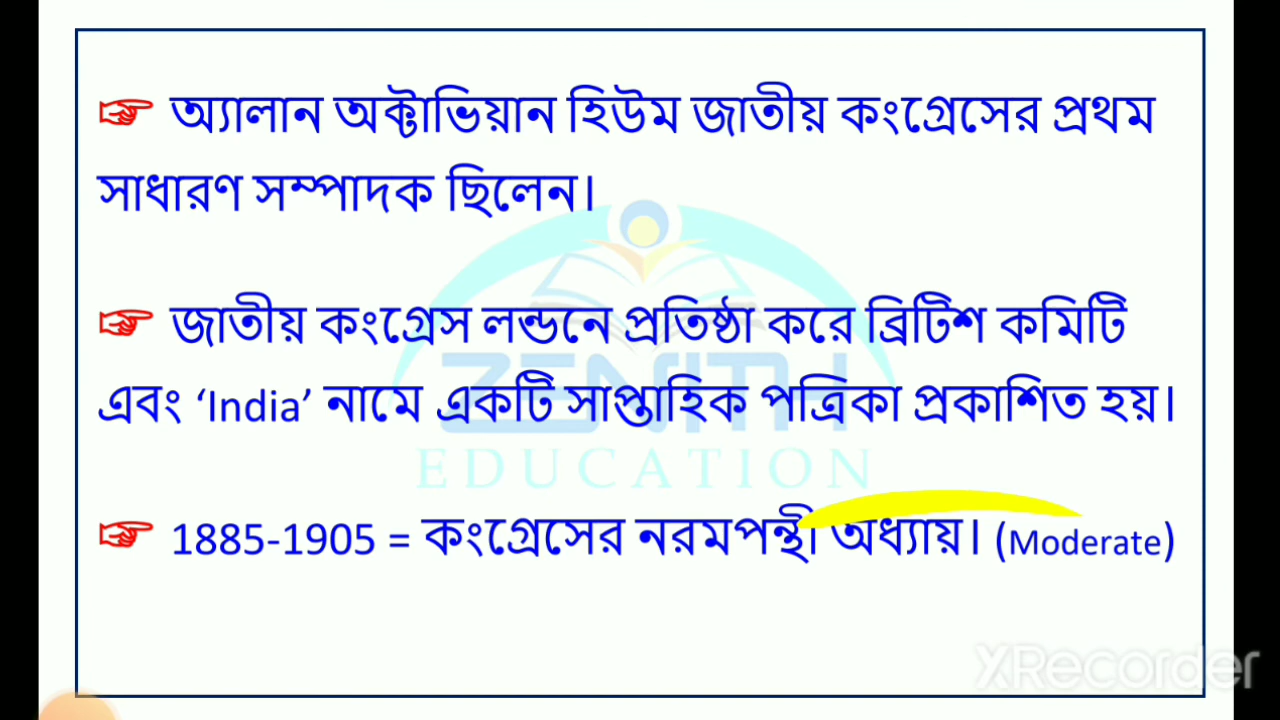 ☞ অ্যালান অক্টাভিয়ান হিউম জাতীয় কংগ্রেসের প্রথম
সাধারণ সম্পাদক ছিলেন।
☞ জাতীয় কংগ্রেস লন্ডনে প্রতিষ্ঠা করে ব্রিটিশ কমিটি
এবং ‘India’ নামে একটি সাপ্তাহিক পত্রিকা প্রকাশিত হয়।
ZENITH
EDUCATION
☞ 1885-1905 = কংগ্রেসের নরমপন্থী অধ্যায়। (Moderate)
XRecorder